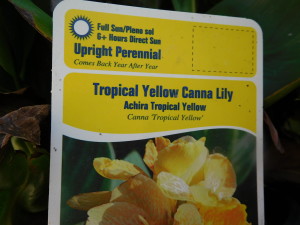 Full Sun/Pleno sol
6+ Hours Direct Sun
Upright Perennial
Comes Back Year After Year
Tropical Yellow Canna Lily
Achira Tropical Yellow
Canna 'Tropical Yellow'